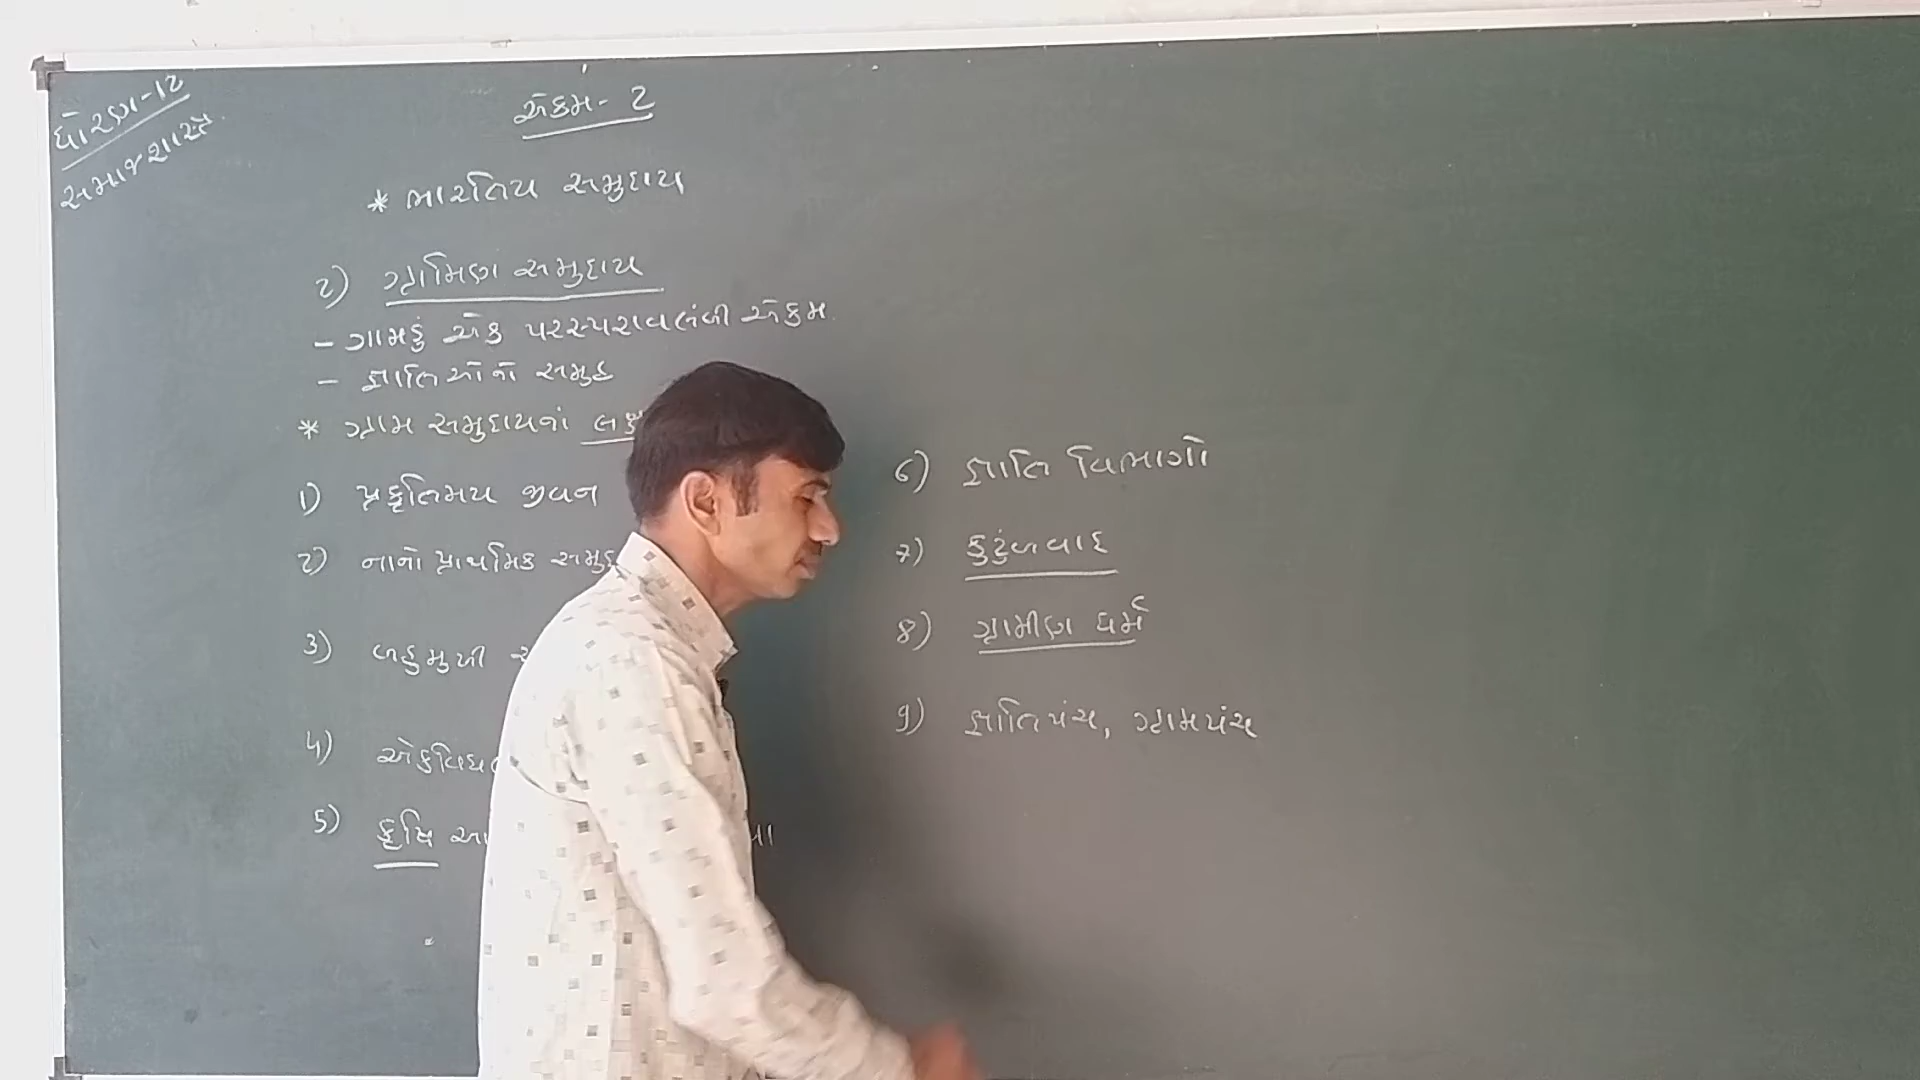 ધોરણ-12
સમાજશાસ્ત્ર
એકમ-2
* ભારતિય સમુદાય
2) ગ્રામિણ સમુદાય
- ગામડું એક પરસ્પરાવલંબી એકમ.
- જ્ઞાતિઓનો સમુહ
* ગ્રામ સમુદાયનાં
1) પ્રકૃતિમય જીવન
2) નાનો પ્રાથમિક
3) બહુમુખી
4)
5) કૃષિ
6) જ્ઞાતિ વિભાગો
7) કુટુંબવાદ
8) ગ્રામીણ ધર્મ
9) જ્ઞાતિપંચ, ગ્રામપંચ